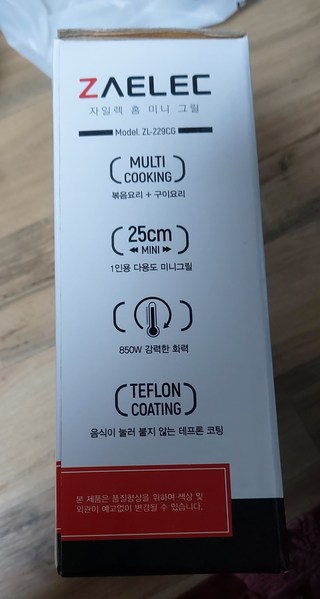 ZAELEC
자일렉 홈 미니 그릴
Model. ZL-229CG
MULTI
COOKING
볶음요리 + 구이요리
25cm
MINI
1인용 다용도 미니그릴
850W 강력한 화력
TEFLON
COATING
음식이 눌러 붙지 않는 테프론 코팅
본 제품은 품질향상을 위하여 색상 및
외관이 예고없이 변경될 수 있습니다.